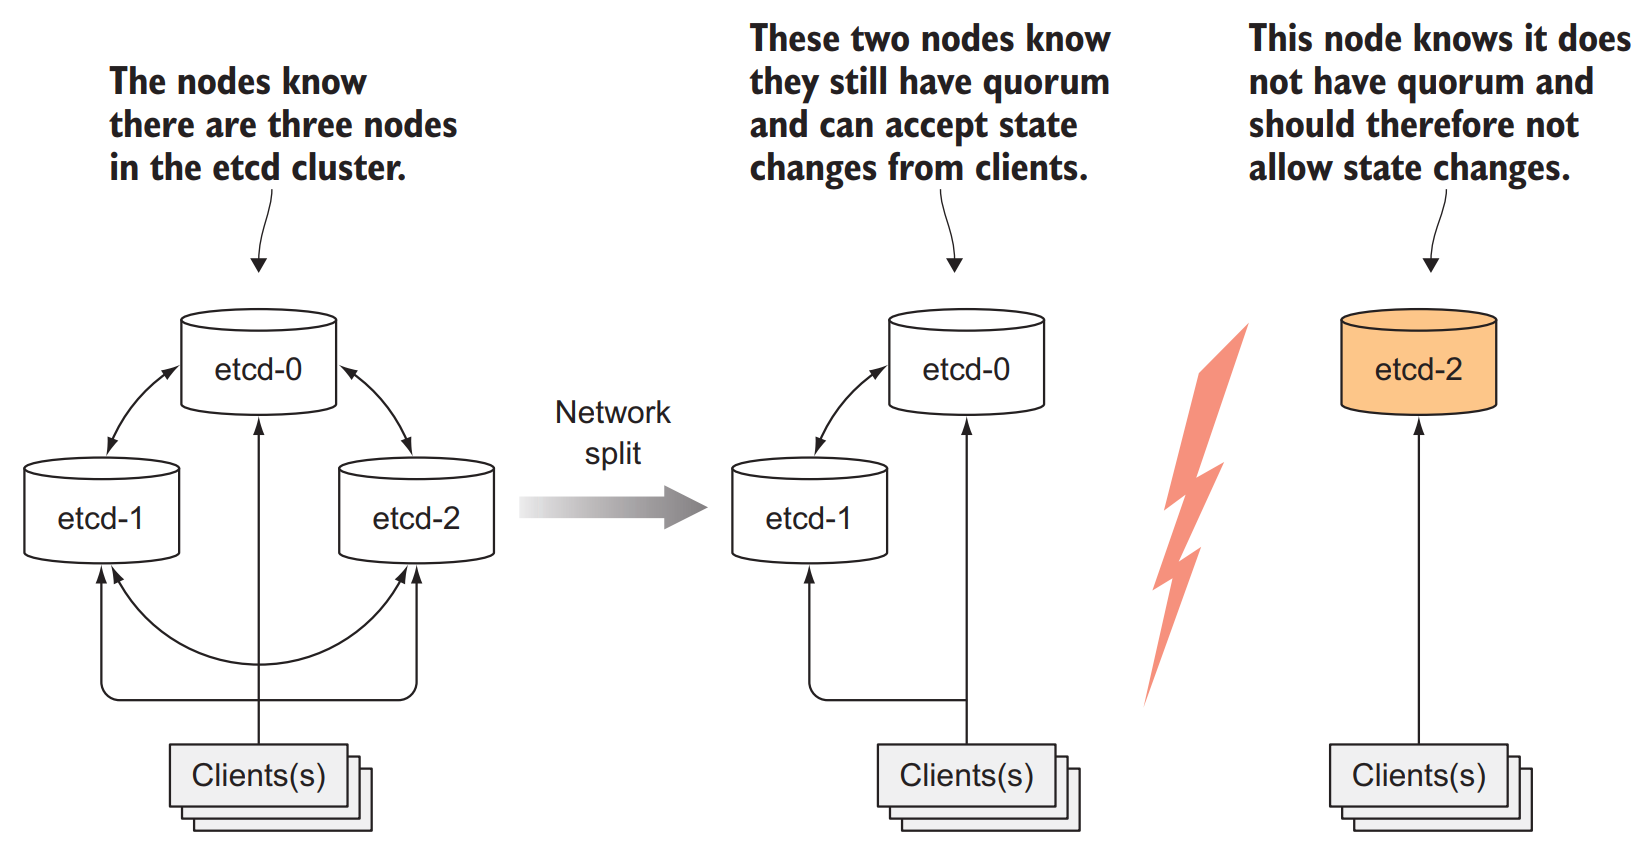 The nodes know
there are three nodes
in the etcd cluster.
These two nodes know
they still have quorum
and can accept state
changes from clients.
This node knows it does
not have quorum and
should therefore not
allow state changes.
etcd-0
etcd-1
etcd-2
Clients(s)
Network
split
etcd-0
etcd-1
Clients(s)
etcd-2
Clients(s)